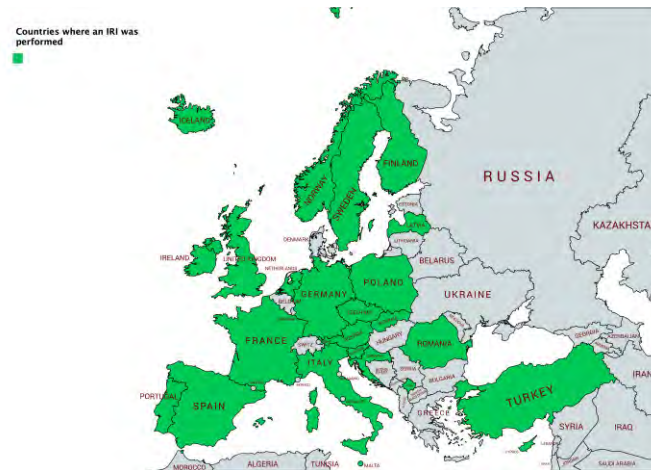 Countries where an IRI was
performed
ICELAND
FINLAND
NORWAY
SWEDEN
RUSSIA
ESTONIA
LATVIA
LITHUANIA
KAZAKHSTA
DENMARK
IRELAND
UNITED KINGDOM
NETHERLANDS
BELARUS
POLAND
GERMANY
BELGIUM
UKRAINE
FRANCE
HUNGARY
ROMANIA
ITALY
SERBIA
BULGARIA
GEORGIA
AZERBAIJAN
PORTUGAL
SPAIN
GREECE
TURKEY
IRAN
SYRIA
IRAQ
MALTA
MOROCCO
ALGERIA
TUNISIA
SAUDI ARABIA